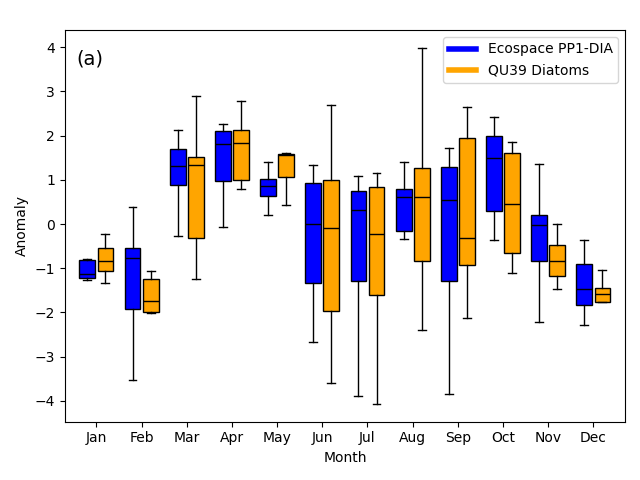 (a)
Ecospace PP1-DIA
QU39 Diatoms
4
3
2
1
0
−1
−2
−3
−4
Anomaly
Jan Feb Mar Apr May Jun Jul Aug Sep Oct Nov Dec
Month